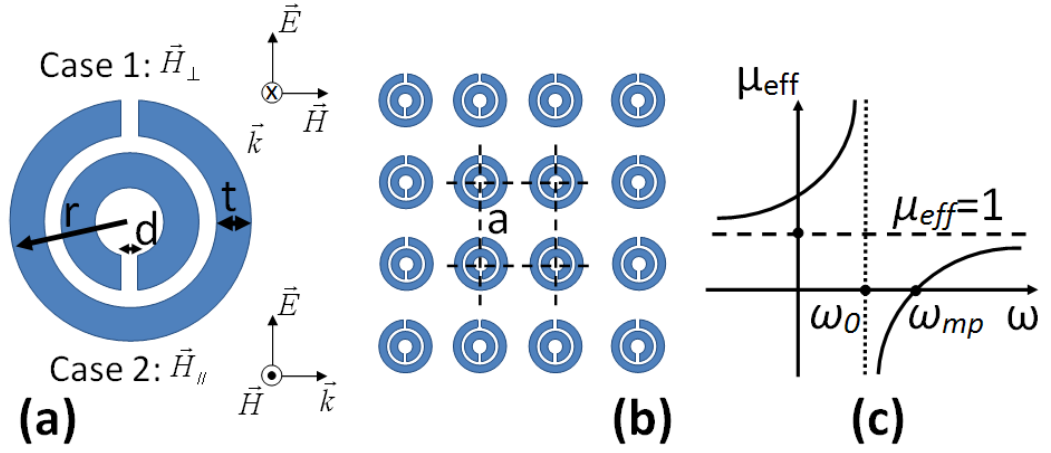 Case 1: H⃗⊥
E⃗
H⃗
k⃗
r
d
t
Case 2: H⃗//
E⃗
H⃗
k⃗
(a)
a
(b)
μeff
μeff=1
ω0
ωmp
ω
(c)